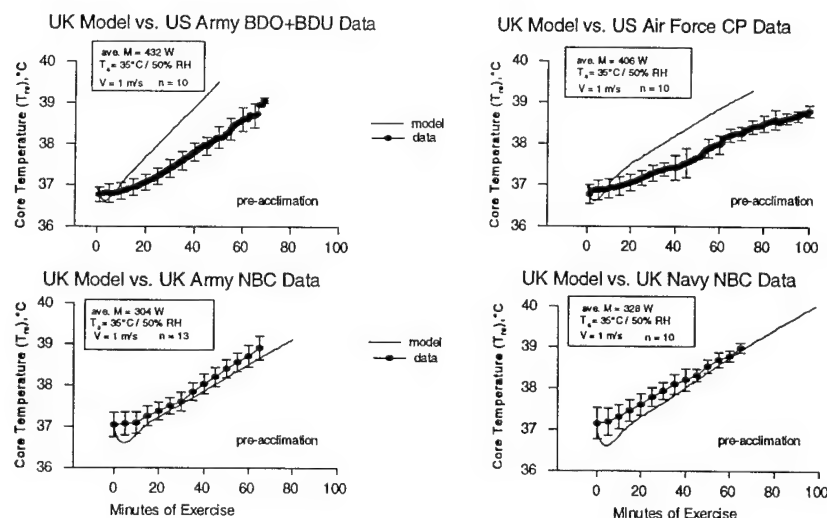 UK Model vs. US Army BDO+BDU Data
ave. M = 432 W
Tₐ = 35°C / 50% RH
V = 1 m/s n = 10
Core Temperature (Tᵣₑ),°C
40
39
38
37
36
0 20 40 60 80 100
pre-acclimation
model
data
UK Model vs. US Air Force CP Data
ave. M = 406 W
Tₐ = 35°C / 50% RH
V = 1 m/s n = 10
Core Temperature (Tᵣₑ),°C
40
39
38
37
36
0 20 40 60 80 100
pre-acclimation
UK Model vs. UK Army NBC Data
ave. M = 304 W
Tₐ = 35°C / 50% RH
V = 1 m/s n = 13
Core Temperature (Tᵣₑ),°C
40
39
38
37
36
0 20 40 60 80 100
pre-acclimation
Minutes of Exercise
model
data
UK Model vs. UK Navy NBC Data
ave. M = 328 W
Tₐ = 35°C / 50% RH
V = 1 m/s n = 10
Core Temperature (Tᵣₑ),°C
40
39
38
37
36
0 20 40 60 80 100
pre-acclimation
Minutes of Exercise